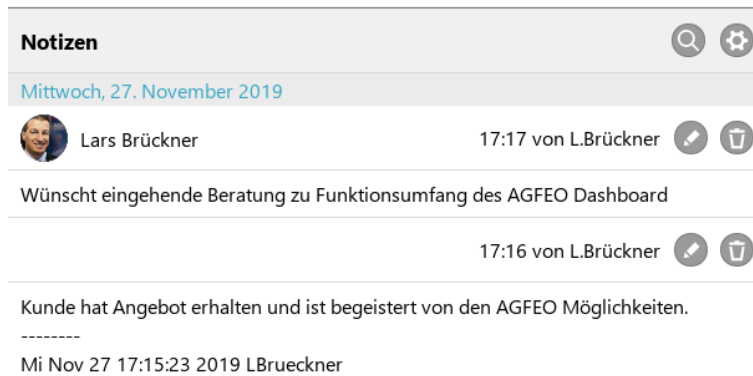 Notizen
Mittwoch, 27. November 2019
Lars Brückner 17:17 von L.Brückner
Wünscht eingehende Beratung zu Funktionsumfang des AGFEO Dashboard
17:16 von L.Brückner
Kunde hat Angebot erhalten und ist begeistert von den AGFEO Möglichkeiten.
--------
Mi Nov 27 17:15:23 2019 LBrueckner